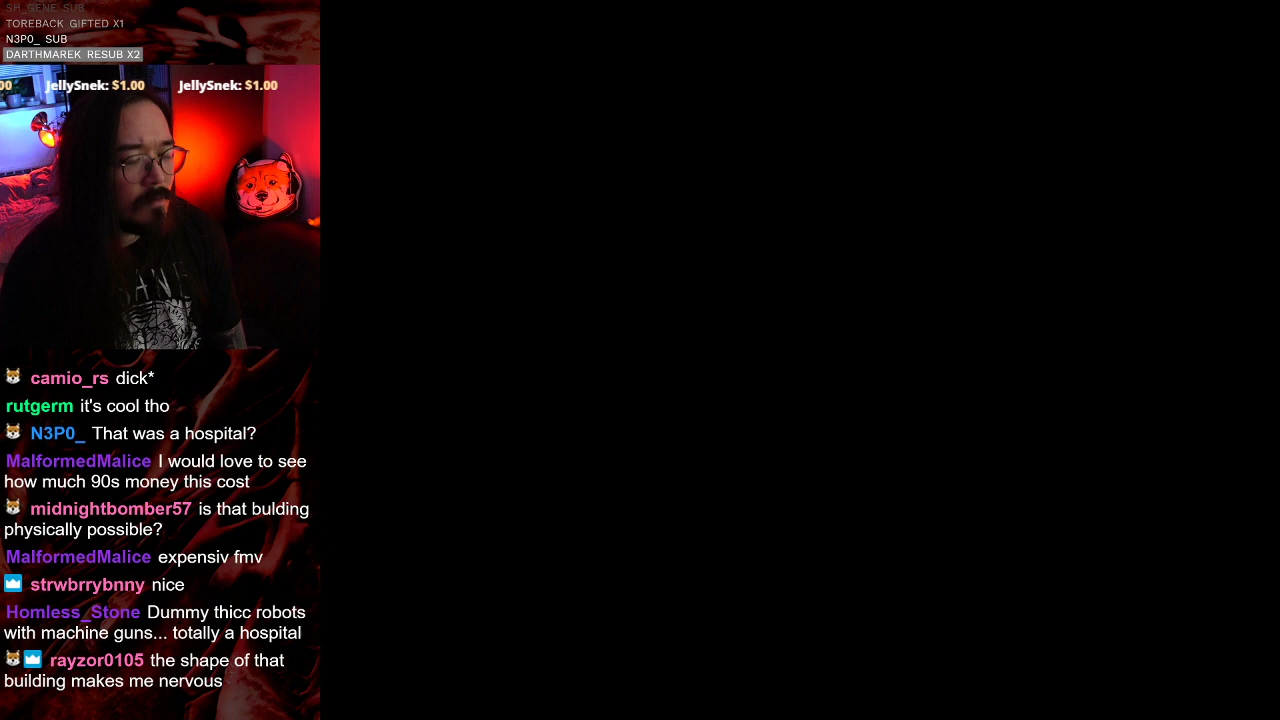 SH_GENE SUB
TOREBACK GIFTED X1
N3P0_ SUB
DARTHMAREK RESUB X2
00 JellySnek: $1.00 JellySnek: $1.00
camio_rs dick*
rutgerm it's cool tho
N3P0_ That was a hospital?
MalformedMalice I would love to see
how much 90s money this cost
midnightbomber57 is that bulding
physically possible?
MalformedMalice expensiv fmv
strwbrrybnny nice
Homless_Stone Dummy thicc robots
with machine guns... totally a hospital
rayzor0105 the shape of that
building makes me nervous